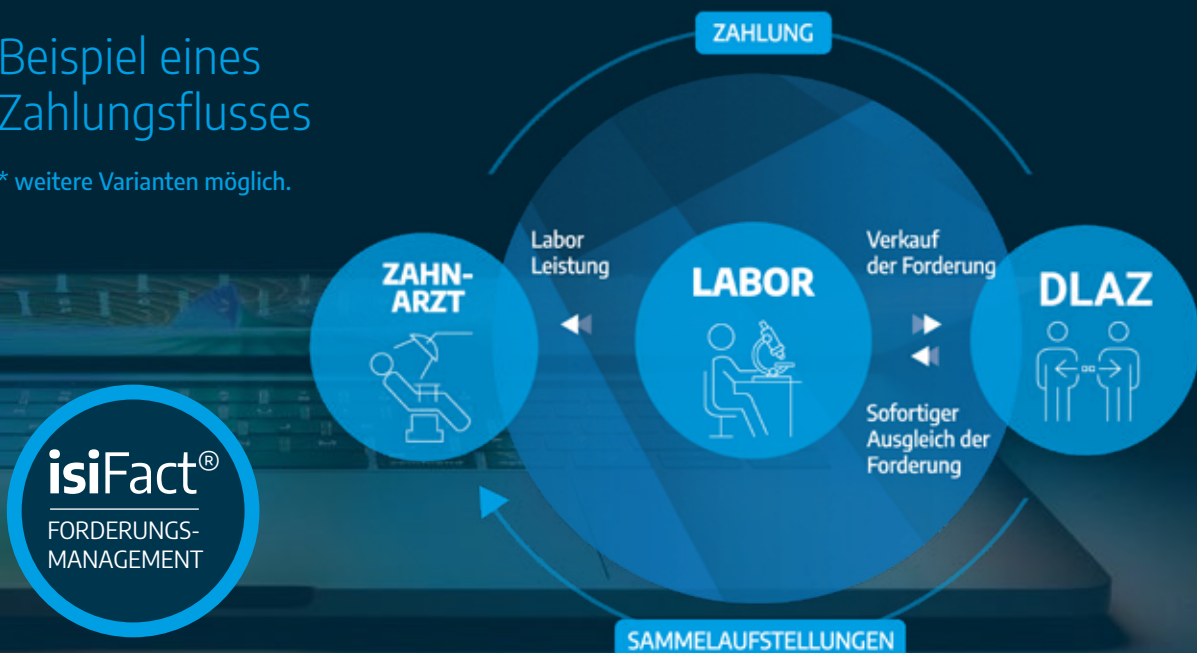 Beispiel eines
Zahlungsflusses
* weitere Varianten möglich.
ZAHLUNG
ZAHN-
ARZT
Labor
Leistung
LABOR
Verkauf
der Forderung
DLAZ
Sofortiger
Ausgleich der
Forderung
isiFact®
FORDERUNGS-
MANAGEMENT
SAMMELAUFSTELLUNGEN